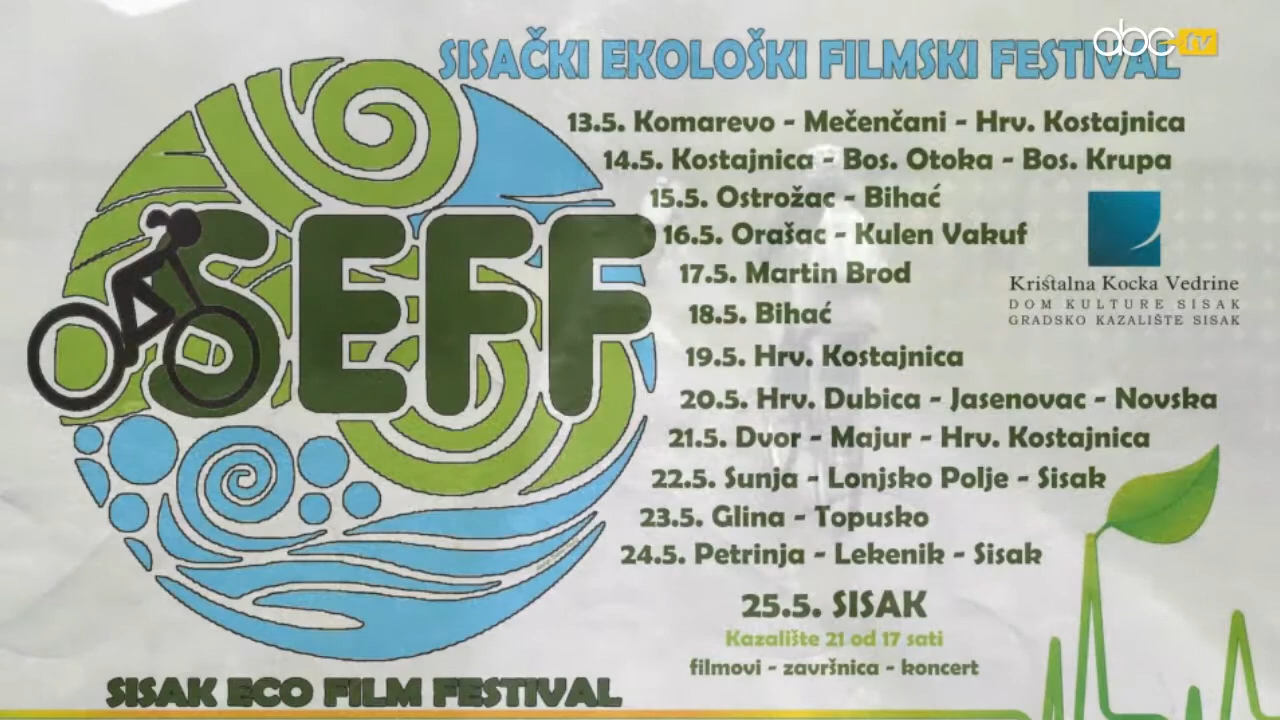 abc tv
SISAČKI EKOLOŠKI FILMSKI FESTIVAL
13.5. Komarevo - Mečenčani - Hrv. Kostajnica
14.5. Kostajnica - Bos. Otoka - Bos. Krupa
15.5. Ostrožac - Bihać
16.5. Orašac - Kulen Vakuf
17.5. Martin Brod
18.5. Bihać
19.5. Hrv. Kostajnica
20.5. Hrv. Dubica - Jasenovac - Novska
21.5. Dvor - Majur - Hrv. Kostajnica
22.5. Sunja - Lonjsko Polje - Sisak
23.5. Glina - Topusko
24.5. Petrinja - Lekenik - Sisak
25.5. SISAK
Kazalište 21 od 17 sati
filmovi - završnica - koncert
Krištalna Kocka Vedrine
DOM KULTURE SISAK
GRADSKO KAZALIŠTE SISAK
SEFF
SISAK ECO FILM FESTIVAL